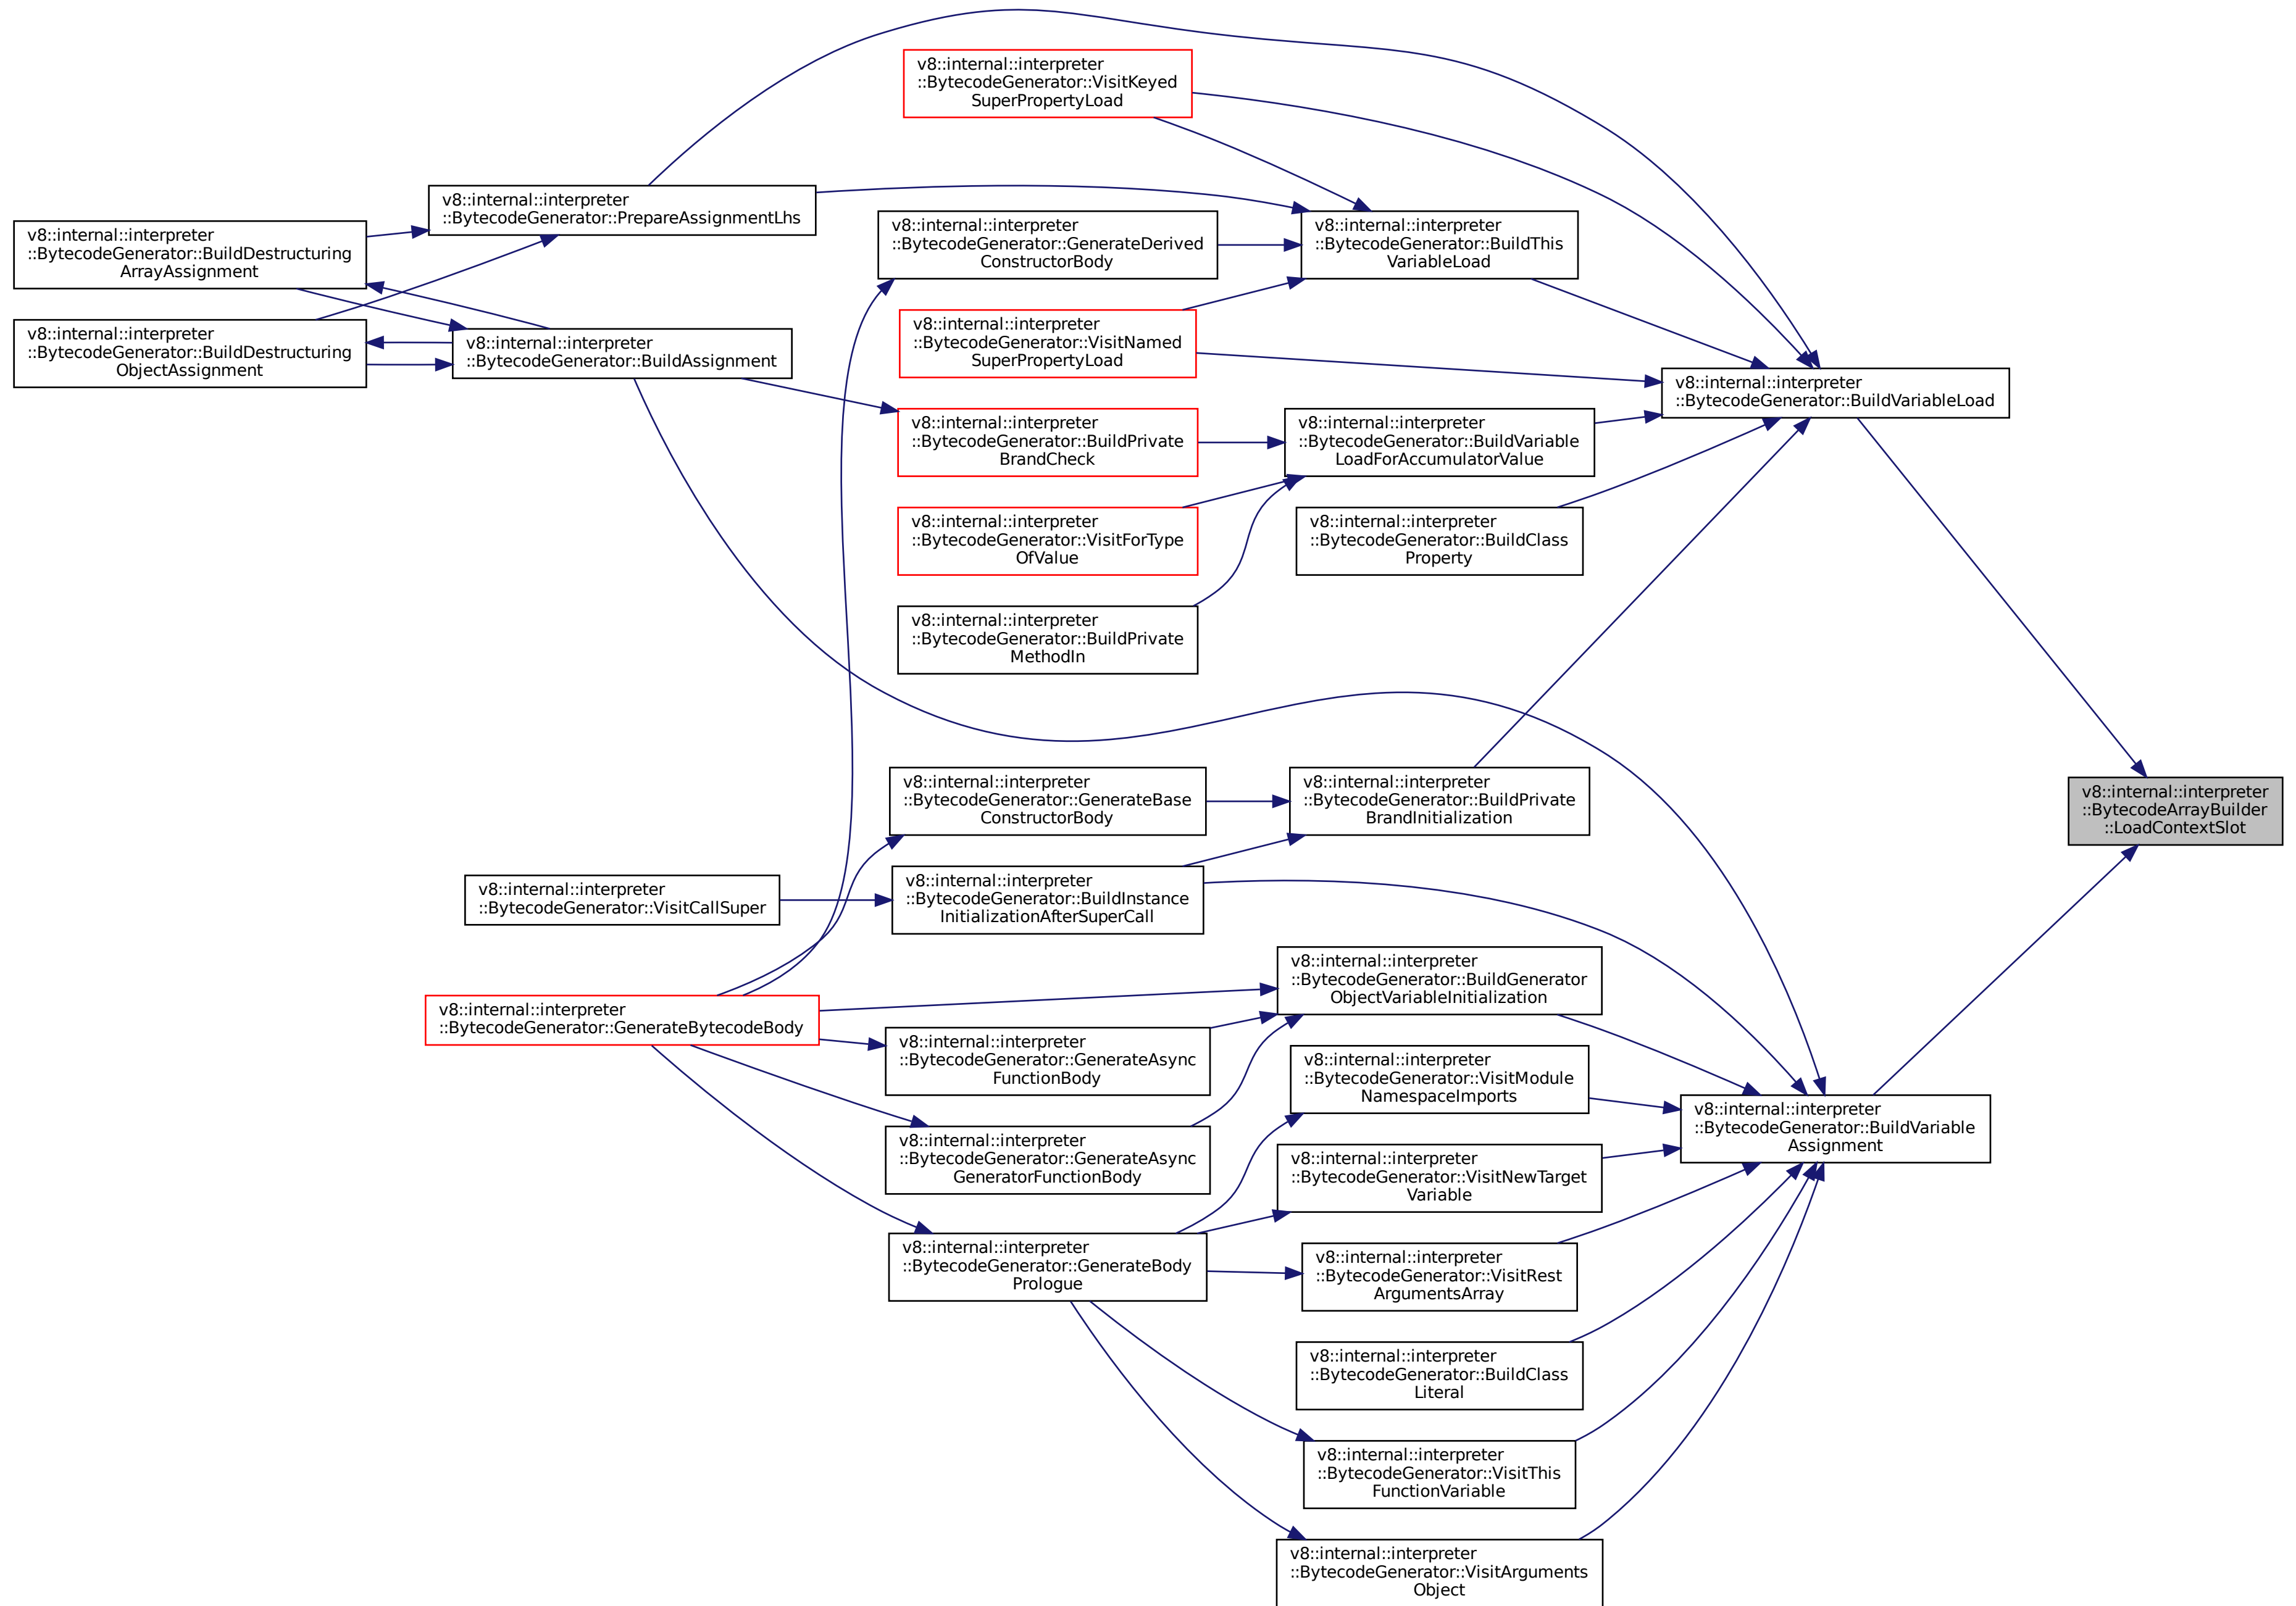 v8::internal::interpreter
::BytecodeGenerator::VisitKeyed
SuperPropertyLoad
v8::internal::interpreter
::BytecodeGenerator::PrepareAssignmentLhs
v8::internal::interpreter
::BytecodeGenerator::BuildDestructuring
ArrayAssignment
v8::internal::interpreter
::BytecodeGenerator::GenerateDerived
ConstructorBody
v8::internal::interpreter
::BytecodeGenerator::BuildThis
VariableLoad
v8::internal::interpreter
::BytecodeGenerator::BuildDestructuring
ObjectAssignment
v8::internal::interpreter
::BytecodeGenerator::BuildAssignment
v8::internal::interpreter
::BytecodeGenerator::VisitNamed
SuperPropertyLoad
v8::internal::interpreter
::BytecodeGenerator::BuildVariableLoad
v8::internal::interpreter
::BytecodeGenerator::BuildPrivate
BrandCheck
v8::internal::interpreter
::BytecodeGenerator::BuildVariable
LoadForAccumulatorValue
v8::internal::interpreter
::BytecodeGenerator::VisitForType
OfValue
v8::internal::interpreter
::BytecodeGenerator::BuildClass
Property
v8::internal::interpreter
::BytecodeGenerator::BuildPrivate
MethodIn
v8::internal::interpreter
::BytecodeGenerator::GenerateBase
ConstructorBody
v8::internal::interpreter
::BytecodeGenerator::BuildPrivate
BrandInitialization
v8::internal::interpreter
::BytecodeArrayBuilder
::LoadContextSlot
v8::internal::interpreter
::BytecodeGenerator::VisitCallSuper
v8::internal::interpreter
::BytecodeGenerator::BuildInstance
InitializationAfterSuperCall
v8::internal::interpreter
::BytecodeGenerator::BuildGenerator
ObjectVariableInitialization
v8::internal::interpreter
::BytecodeGenerator::GenerateBytecodeBody
v8::internal::interpreter
::BytecodeGenerator::GenerateAsync
FunctionBody
v8::internal::interpreter
::BytecodeGenerator::VisitModule
NamespaceImports
v8::internal::interpreter
::BytecodeGenerator::BuildVariable
Assignment
v8::internal::interpreter
::BytecodeGenerator::GenerateAsync
GeneratorFunctionBody
v8::internal::interpreter
::BytecodeGenerator::VisitNewTarget
Variable
v8::internal::interpreter
::BytecodeGenerator::GenerateBody
Prologue
v8::internal::interpreter
::BytecodeGenerator::VisitRest
ArgumentsArray
v8::internal::interpreter
::BytecodeGenerator::BuildClass
Literal
v8::internal::interpreter
::BytecodeGenerator::VisitThis
FunctionVariable
v8::internal::interpreter
::BytecodeGenerator::VisitArguments
Object